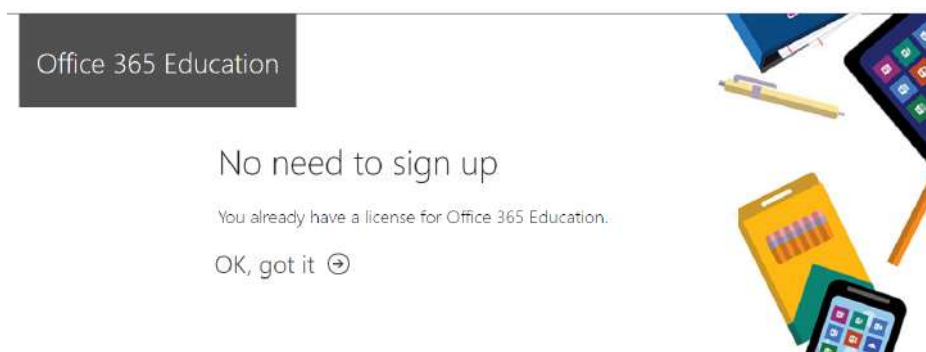 Office 365 Education
No need to sign up
You already have a license for Office 365 Education.
OK, got it